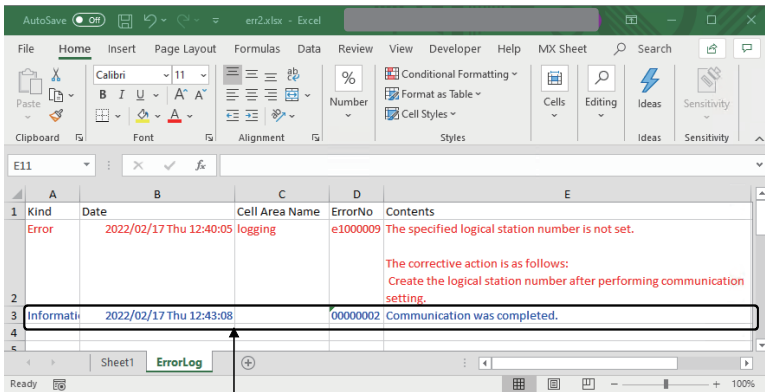 AutoSave Off err2.xlsx - Excel
File Home Insert Page Layout Formulas Data Review View Developer Help MX Sheet Search
Paste
Calibri 11
B I U A A
Number
Conditional Formatting
Format as Table
Cell Styles
Cells
Editing
Ideas
Sensitivity
Clipboard Font Alignment Styles Ideas Sensitivity
E11 fx
A B C D E
1 Kind Date Cell Area Name ErrorNo Contents
Error 2022/02/17 Thu 12:40:05 logging e1000009 The specified logical station number is not set.
The corrective action is as follows:
Create the logical station number after performing communication
2 setting.
3 Informati 2022/02/17 Thu 12:43:08 00000002 Communication was completed.
4
5
Sheet1 ErrorLog
Ready 100%